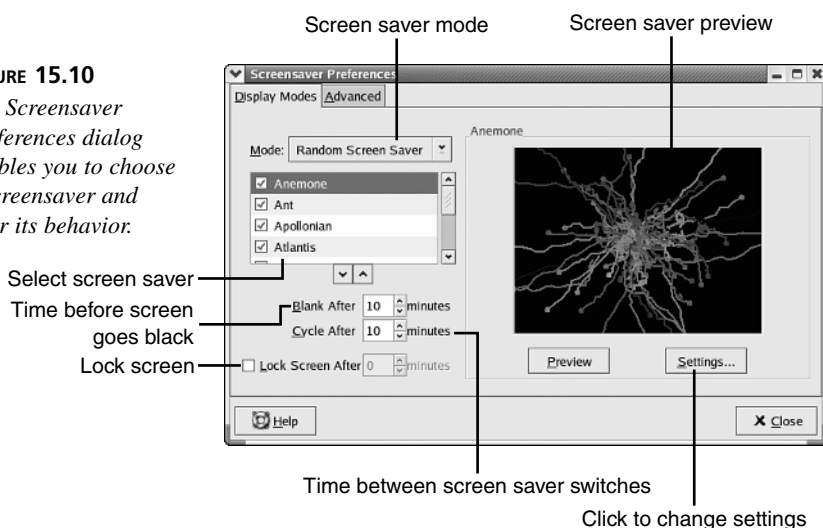 Screen saver mode
Screen saver preview
URE 15.10
Screensaver
ferences dialog
bles you to choose
creensaver and
r its behavior.
Select screen saver
Time before screen
goes black
Lock screen
Screensaver Preferences
Display Modes
Advanced
Mode: Random Screen Saver
Anemone
Ant
Apollonian
Atlantis
Blank After 10 minutes
Cycle After 10 minutes
Lock Screen After 0 minutes
Anemone
Preview
Settings...
Help
Close
Time between screen saver switches
Click to change settings